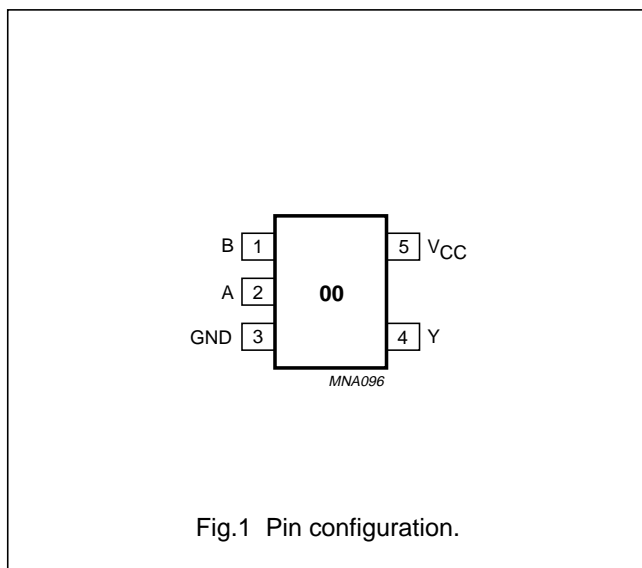 B 1 5 VCC
A 2 00
GND 3 4 Y
MNA096
Fig.1 Pin configuration.